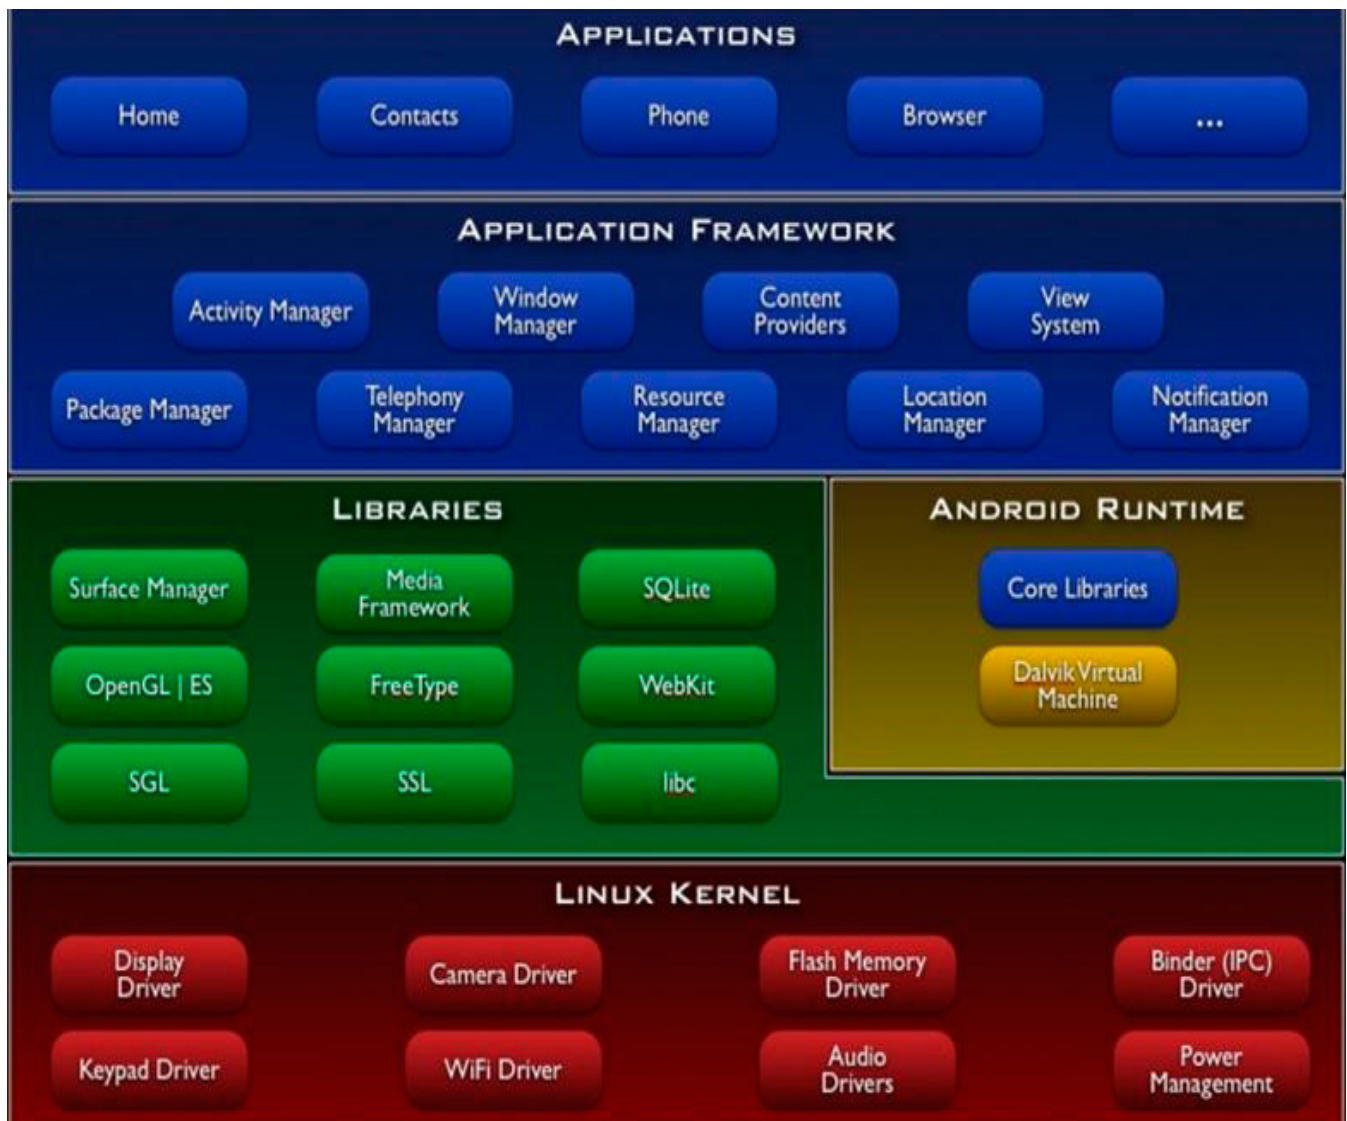 APPLICATIONS
Home
Contacts
Phone
Browser
...
APPLICATION FRAMEWORK
Activity Manager
Window
Manager
Content
Providers
View
System
Package Manager
Telephony
Manager
Resource
Manager
Location
Manager
Notification
Manager
LIBRARIES
Surface Manager
Media
Framework
SQLite
OpenGL | ES
FreeType
WebKit
SGL
SSL
libc
ANDROID RUNTIME
Core Libraries
Dalvik Virtual
Machine
LINUX KERNEL
Display
Driver
Camera Driver
Flash Memory
Driver
Binder (IPC)
Driver
Keypad Driver
WiFi Driver
Audio
Drivers
Power
Management